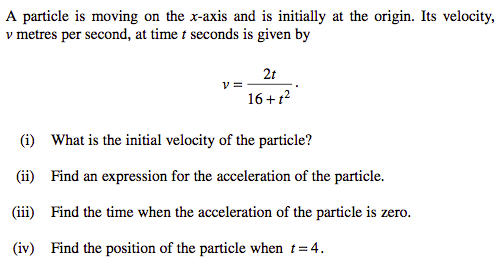 A particle is moving on the x-axis and is initially at the origin. Its velocity,
v metres per second, at time t seconds is given by
v = 2t / (16 + t²).
(i) What is the initial velocity of the particle?
(ii) Find an expression for the acceleration of the particle.
(iii) Find the time when the acceleration of the particle is zero.
(iv) Find the position of the particle when t = 4.